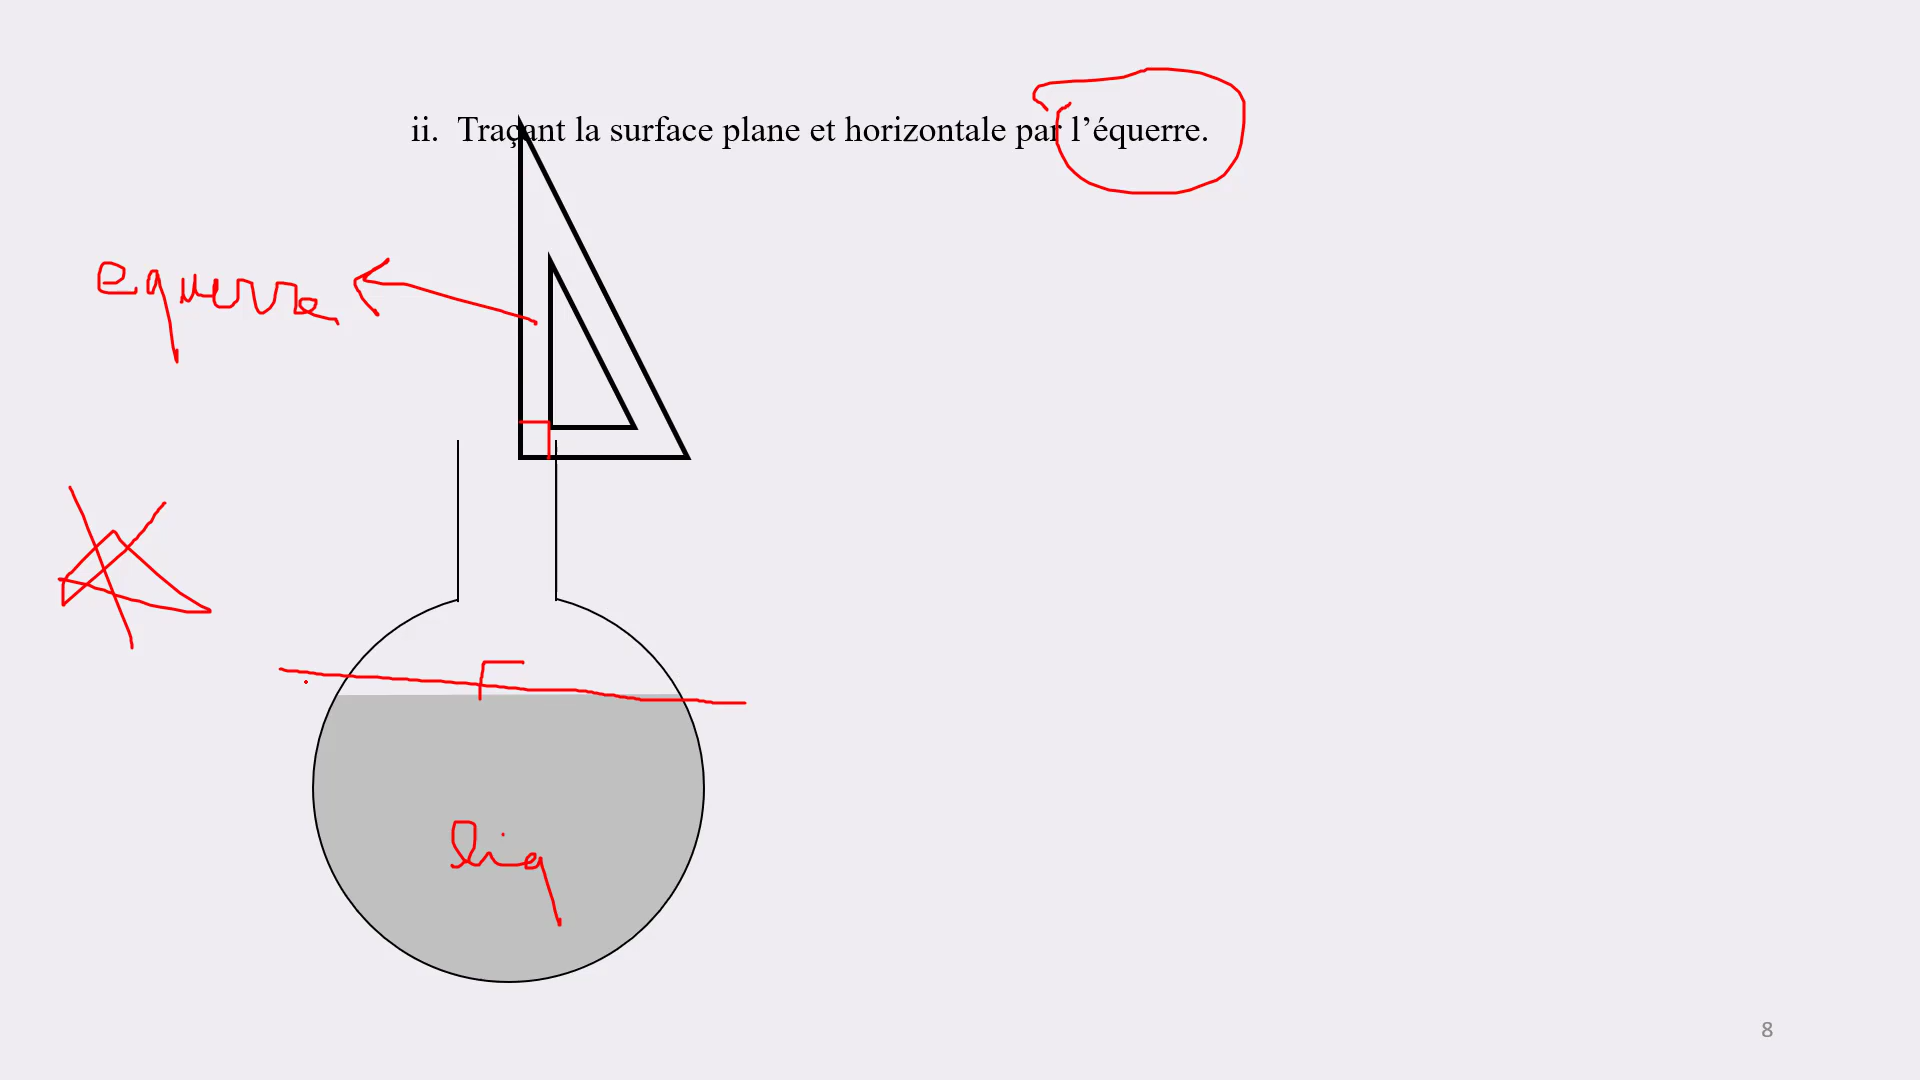 ii. Traçant la surface plane et horizontale par l’équerre.
equerre
liq
8